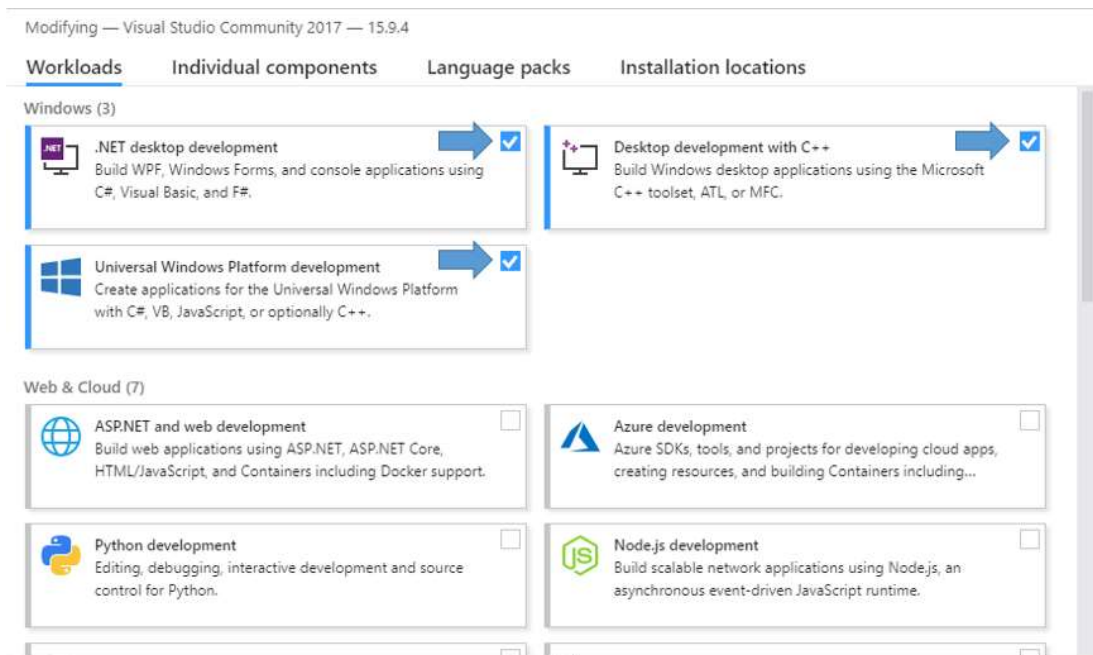 Modifying — Visual Studio Community 2017 — 15.9.4
Workloads Individual components Language packs Installation locations
Windows (3)
.NET
.NET desktop development
Build WPF, Windows Forms, and console applications using
C#, Visual Basic, and F#.
Desktop development with C++
Build Windows desktop applications using the Microsoft
C++ toolset, ATL, or MFC.
Universal Windows Platform development
Create applications for the Universal Windows Platform
with C#, VB, JavaScript, or optionally C++.
Web & Cloud (7)
ASP.NET and web development
Build web applications using ASP.NET, ASP.NET Core,
HTML/JavaScript, and Containers including Docker support.
Azure development
Azure SDKs, tools, and projects for developing cloud apps,
creating resources, and building Containers including...
Python development
Editing, debugging, interactive development and source
control for Python.
JS
Node.js development
Build scalable network applications using Node.js, an
asynchronous event-driven JavaScript runtime.